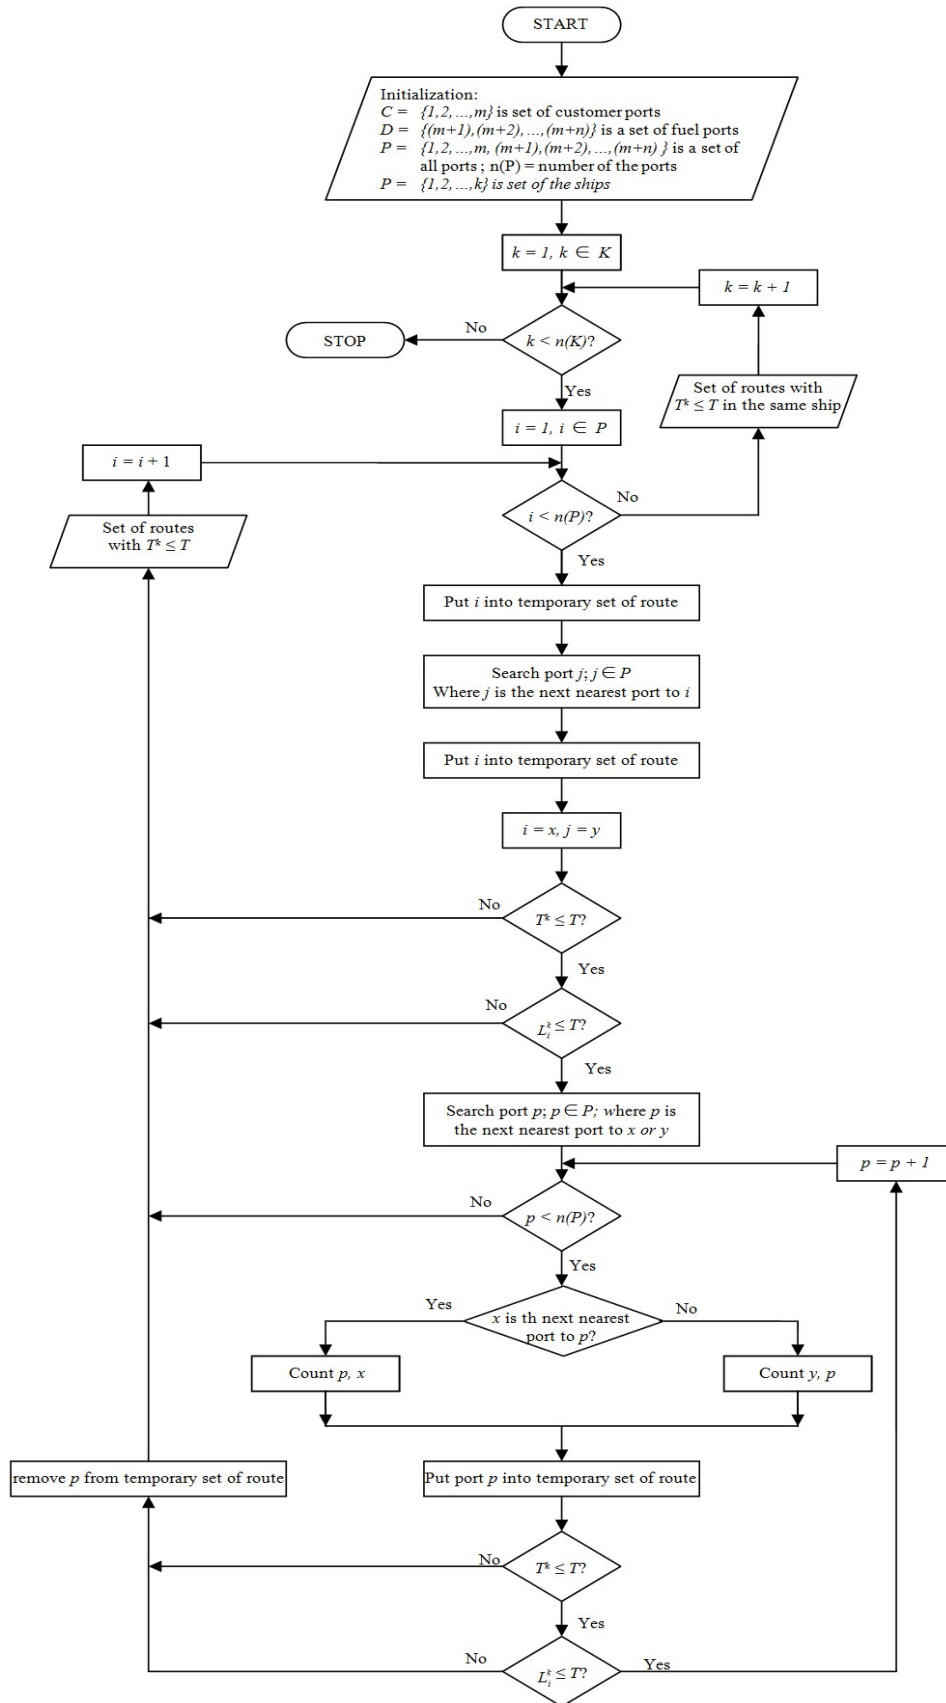 START
Initialization:
C = {1,2, ...,m} is set of customer ports
D = {(m+1),(m+2),...,(m+n)} is a set of fuel ports
P = {1,2, ...,m, (m+1),(m+2),...,(m+n) } is a set of
all ports ; n(P) = number of the ports
P = {1,2, ...,k} is set of the ships
k = 1, k ∈ K
k = k + 1
k < n(K)?
No
STOP
Yes
Set of routes with
Tᵏ ≤ T in the same ship
i = 1, i ∈ P
i = i + 1
i < n(P)?
No
Set of routes
with Tᵏ ≤ T
Yes
Put i into temporary set of route
Search port j; j ∈ P
Where j is the next nearest port to i
Put i into temporary set of route
i = x, j = y
Tᵏ ≤ T?
No
Yes
Lᵢᵏ ≤ T?
No
Yes
Search port p; p ∈ P; where p is
the next nearest port to x or y
p = p + 1
p < n(P)?
No
Yes
x is th next nearest
port to p?
Yes
No
Count p, x
Count y, p
remove p from temporary set of route
Put port p into temporary set of route
Tᵏ ≤ T?
No
Yes
Lᵢᵏ ≤ T?
No
Yes